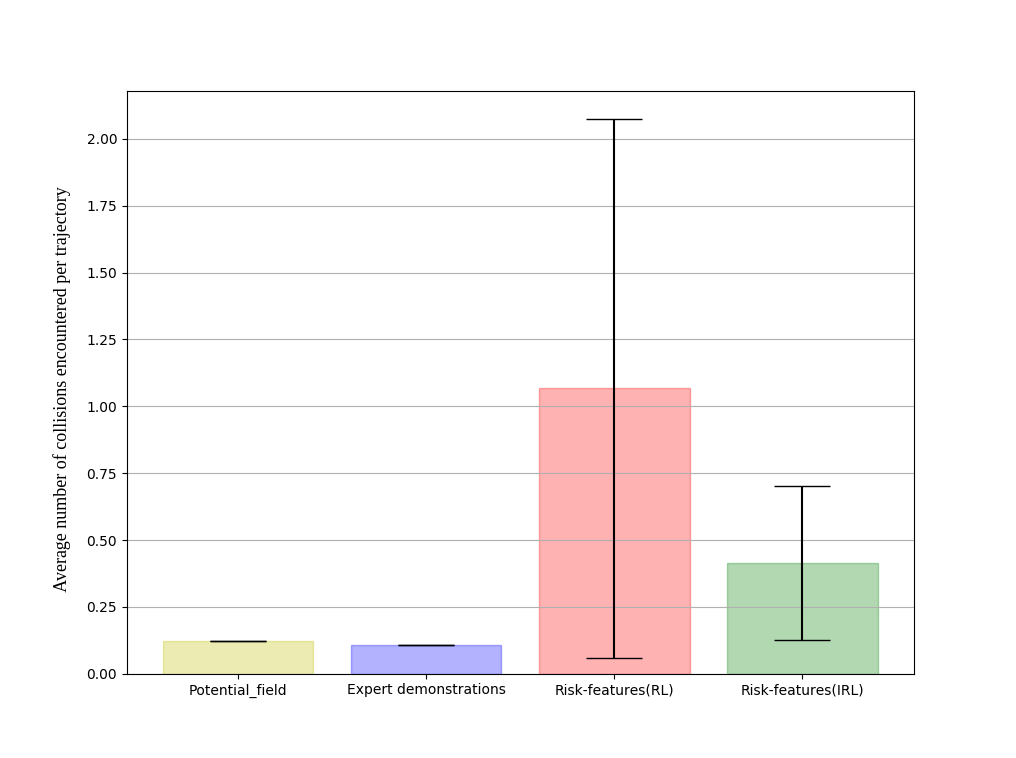 Average number of collisions encountered per trajectory
2.00
1.75
1.50
1.25
1.00
0.75
0.50
0.25
0.00
Potential_field
Expert demonstrations
Risk-features(RL)
Risk-features(IRL)